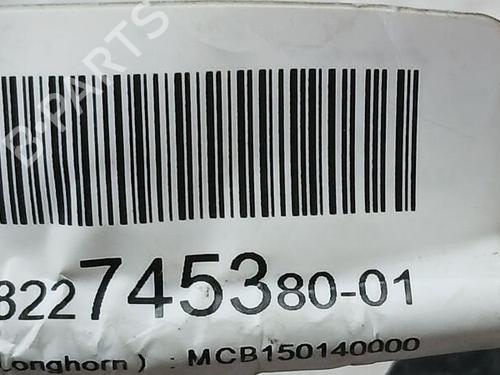 B-PARTS
822745380-01
Longhorn ) : MCB150140000